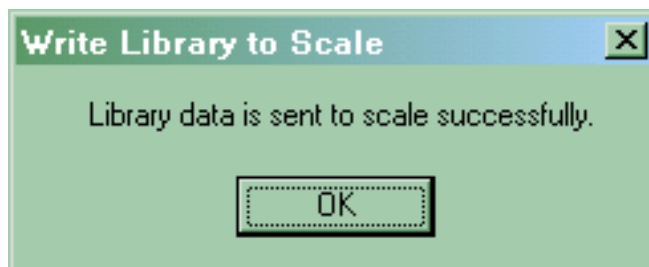 Write Library to Scale
Library data is sent to scale successfully.
OK